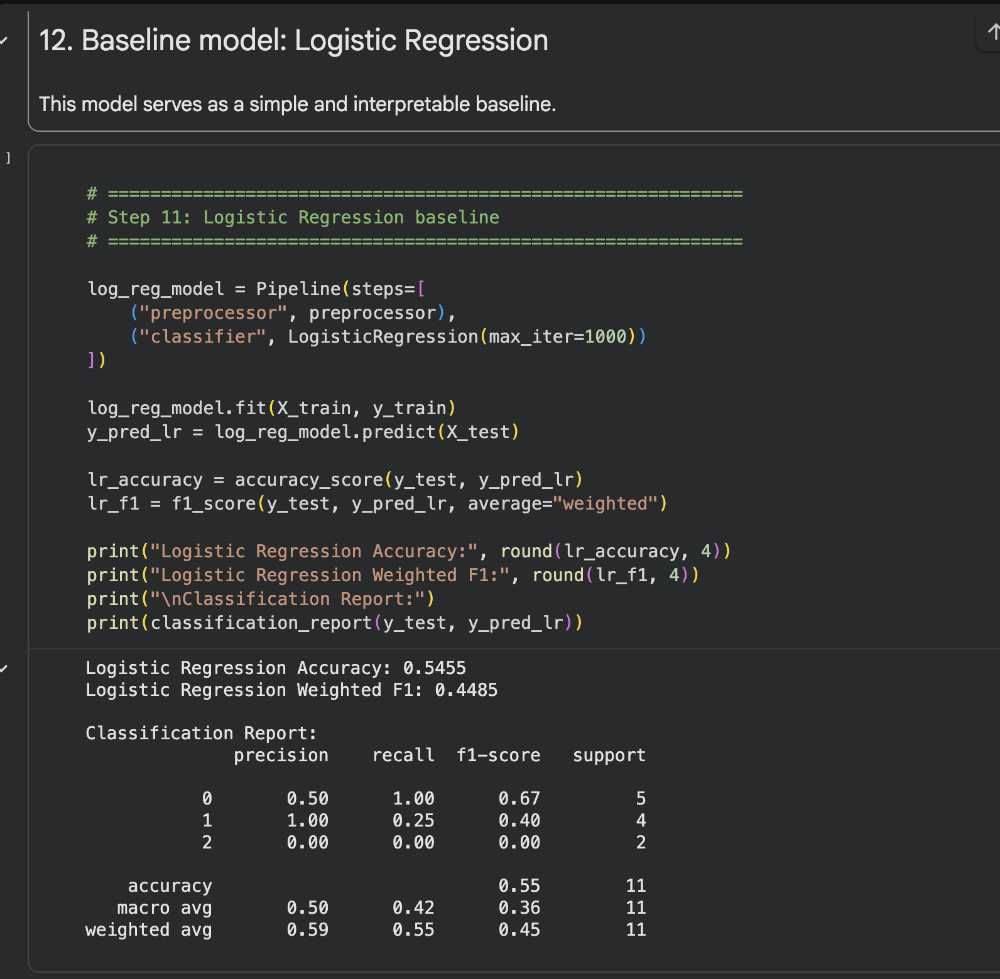 12. Baseline model: Logistic Regression
This model serves as a simple and interpretable baseline.
]
# ============================================================
# Step 11: Logistic Regression baseline
# ============================================================
log_reg_model = Pipeline(steps=[
    ("preprocessor", preprocessor),
    ("classifier", LogisticRegression(max_iter=1000))
])
log_reg_model.fit(X_train, y_train)
y_pred_lr = log_reg_model.predict(X_test)
lr_accuracy = accuracy_score(y_test, y_pred_lr)
lr_f1 = f1_score(y_test, y_pred_lr, average="weighted")
print("Logistic Regression Accuracy:", round(lr_accuracy, 4))
print("Logistic Regression Weighted F1:", round(lr_f1, 4))
print("\nClassification Report:")
print(classification_report(y_test, y_pred_lr))
Logistic Regression Accuracy: 0.5455
Logistic Regression Weighted F1: 0.4485
Classification Report:
              precision    recall  f1-score   support
           0       0.50      1.00      0.67         5
           1       1.00      0.25      0.40         4
           2       0.00      0.00      0.00         2
    accuracy                           0.55        11
   macro avg       0.50      0.42      0.36        11
weighted avg       0.59      0.55      0.45        11